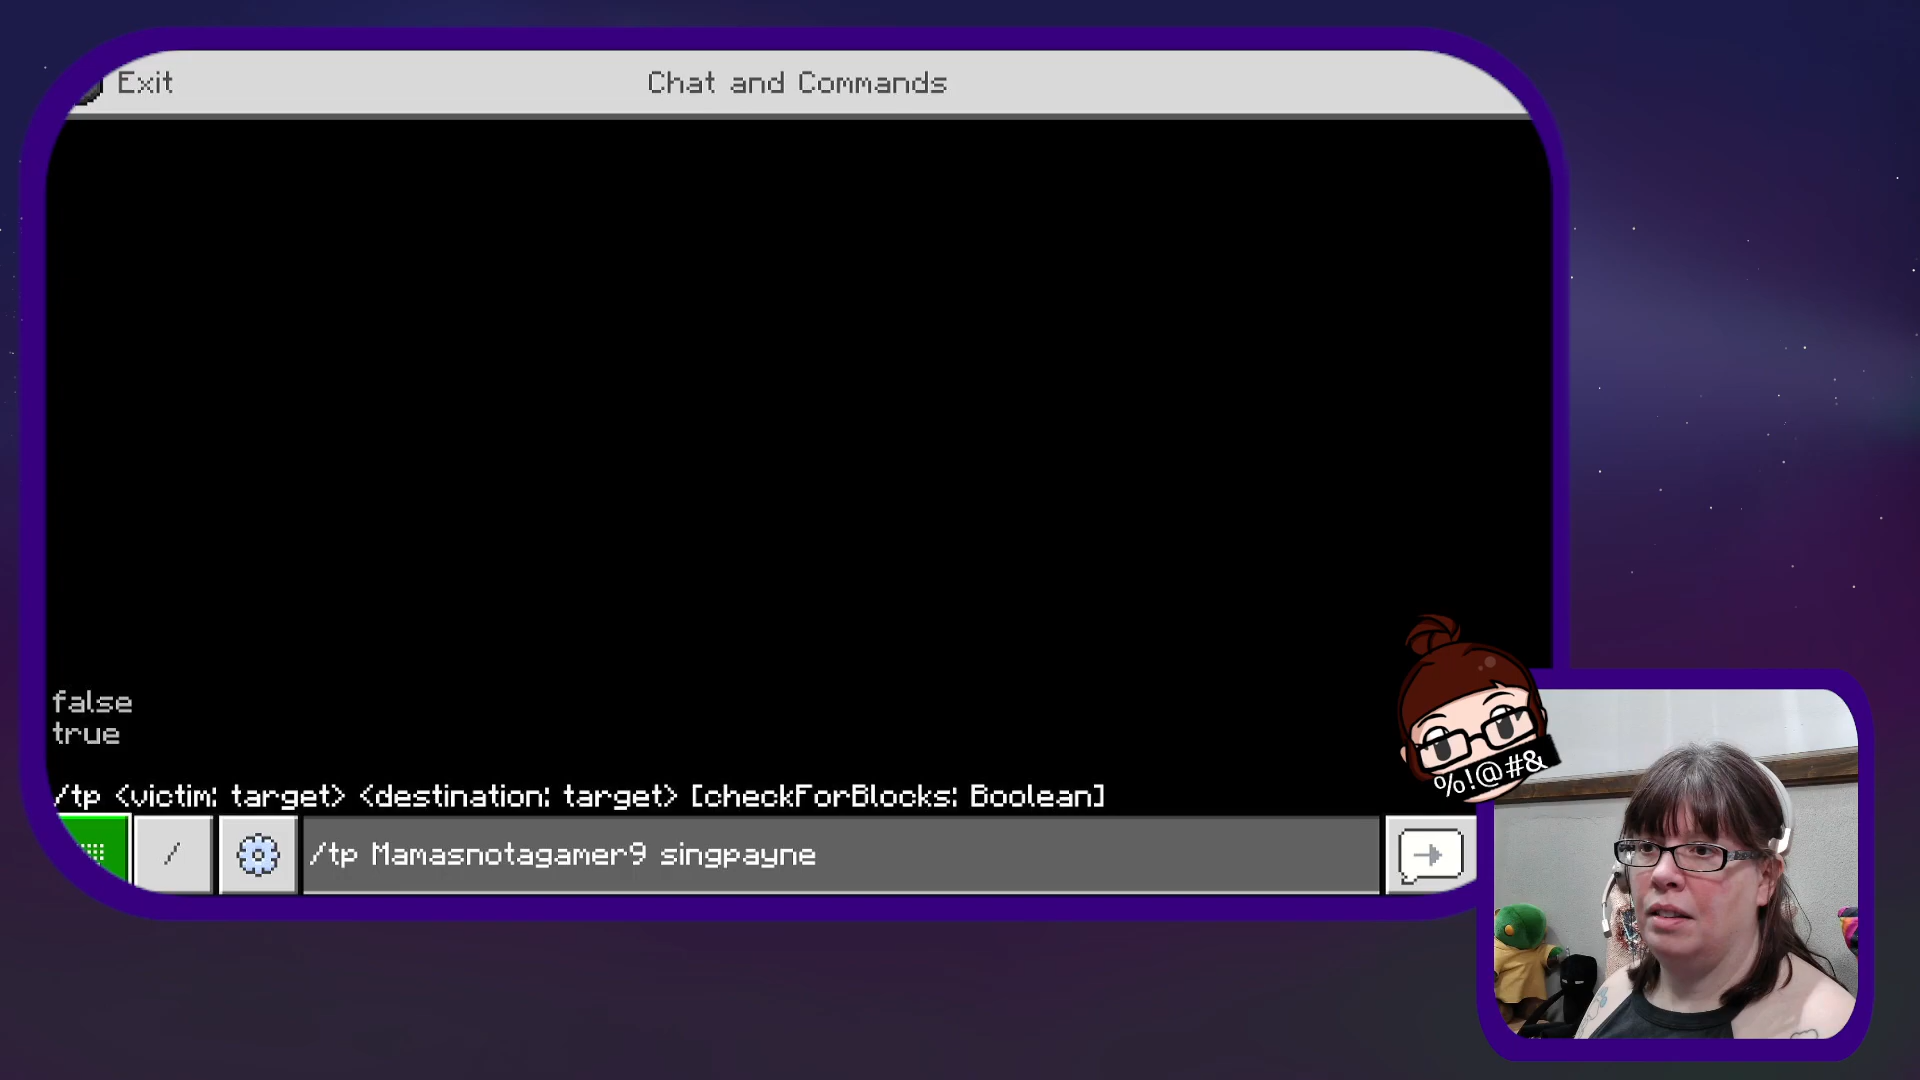 Exit
Chat and Commands
false
true
/tp <victim: target> <destination: target> [checkForBlocks: Boolean]
/
/tp Mamasnotagamer9 singpayne
%!@#&